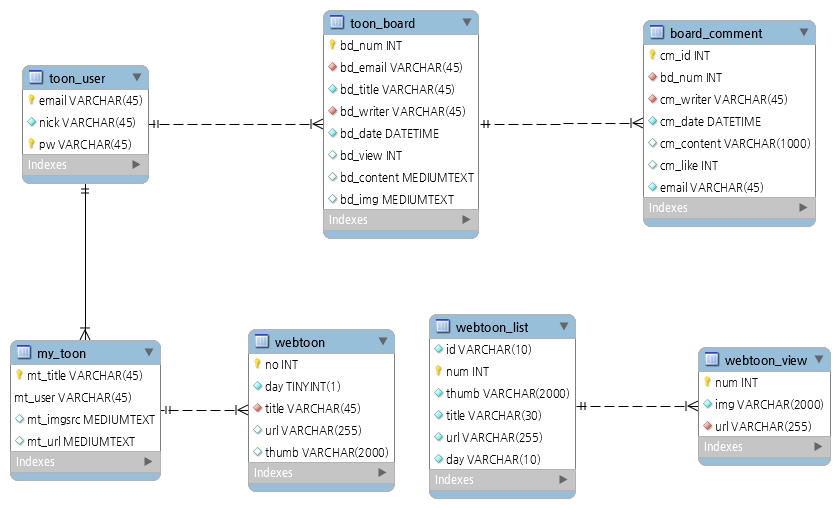 toon_user
email VARCHAR(45)
nick VARCHAR(45)
pw VARCHAR(45)
Indexes
toon_board
bd_num INT
bd_email VARCHAR(45)
bd_title VARCHAR(45)
bd_writer VARCHAR(45)
bd_date DATETIME
bd_view INT
bd_content MEDIUMTEXT
bd_img MEDIUMTEXT
Indexes
board_comment
cm_id INT
bd_num INT
cm_writer VARCHAR(45)
cm_date DATETIME
cm_content VARCHAR(1000)
cm_like INT
email VARCHAR(45)
Indexes
my_toon
mt_title VARCHAR(45)
mt_user VARCHAR(45)
mt_imgsrc MEDIUMTEXT
mt_url MEDIUMTEXT
Indexes
webtoon
no INT
day TINYINT(1)
title VARCHAR(45)
url VARCHAR(255)
thumb VARCHAR(2000)
Indexes
webtoon_list
id VARCHAR(10)
num INT
thumb VARCHAR(2000)
title VARCHAR(30)
url VARCHAR(255)
day VARCHAR(10)
Indexes
webtoon_view
num INT
img VARCHAR(2000)
url VARCHAR(255)
Indexes